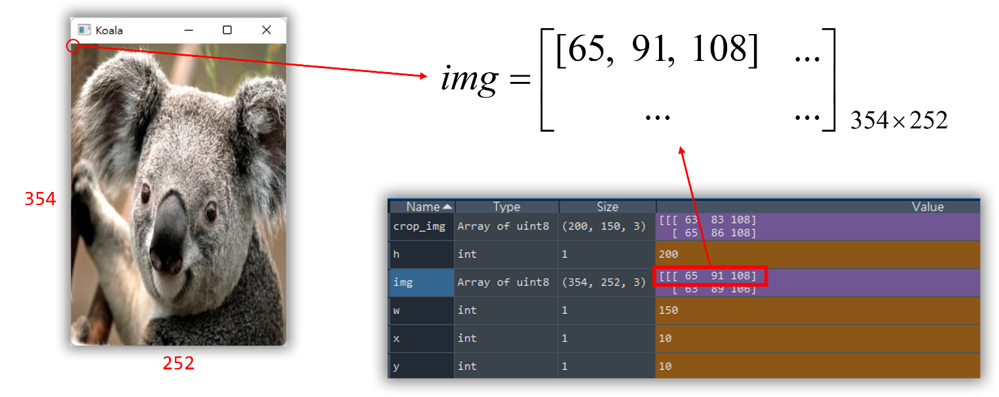 Koala
354
252
img = [65, 91, 108] ...
... ...
354×252
Name Type Size Value
crop_img Array of uint8 (200, 150, 3) [[[ 63 83 108]
[ 65 86 108]
h int 1 200
img Array of uint8 (354, 252, 3) [[[ 65 91 108]
[ 63 89 106]
w int 1 150
x int 1 10
y int 1 10